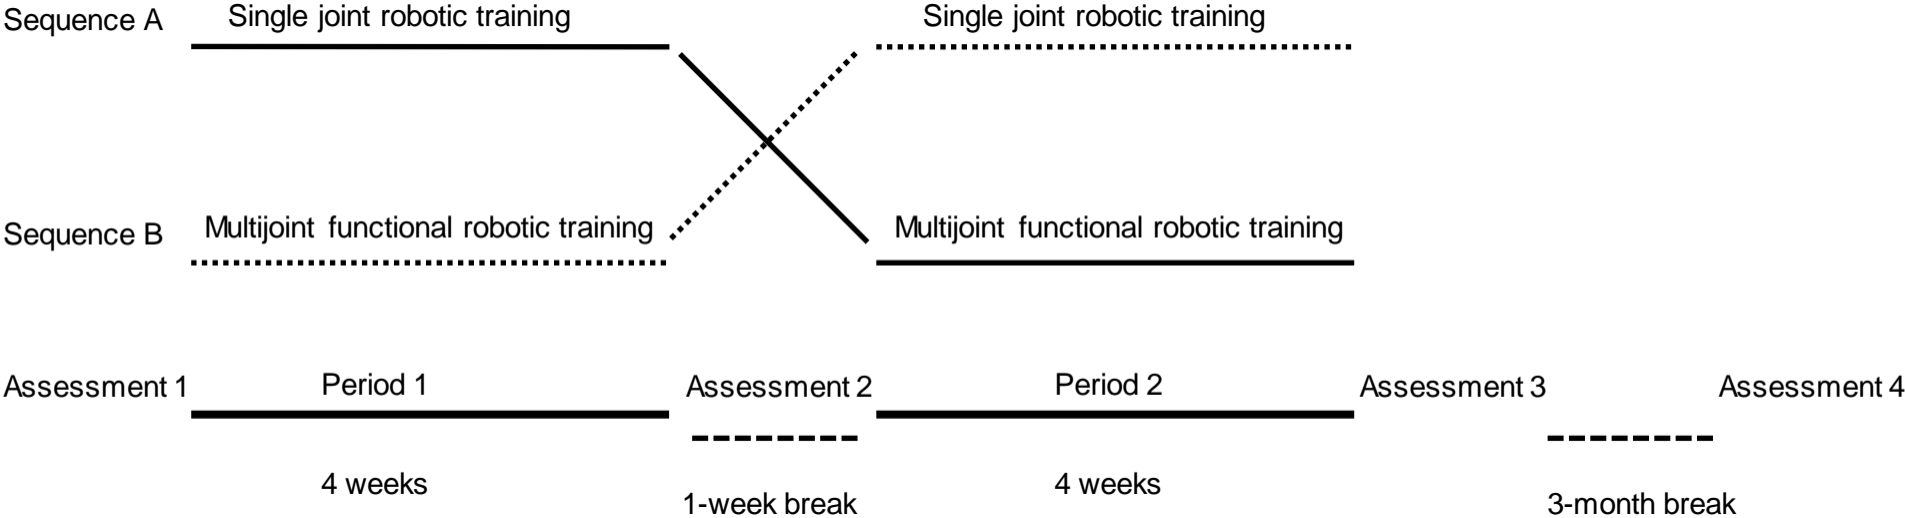 Sequence A
Single joint robotic training
Single joint robotic training
Sequence B
Multijoint functional robotic training
Multijoint functional robotic training
Assessment 1
Period 1
Assessment 2
Period 2
Assessment 3
Assessment 4
4 weeks
1-week break
4 weeks
3-month break